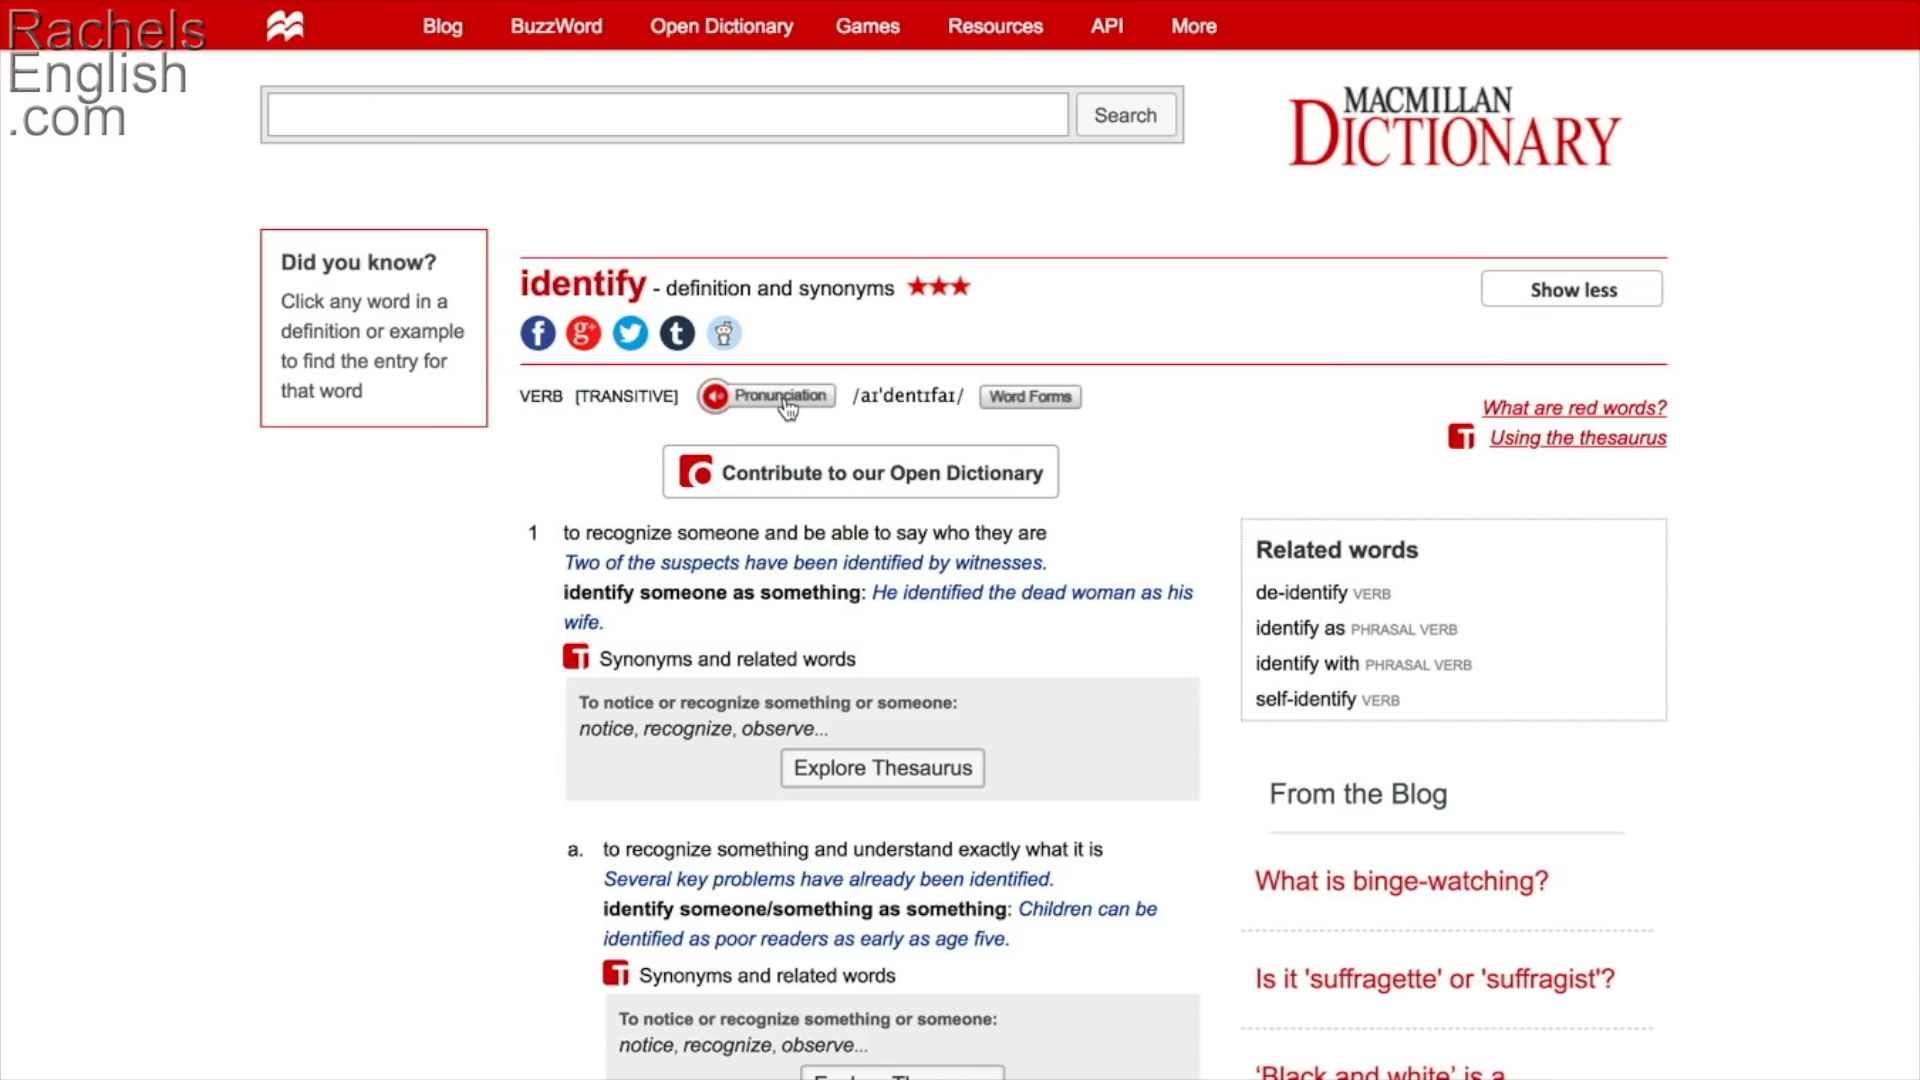 Rachels
English
.com
Blog BuzzWord Open Dictionary Games Resources API More
Search
MACMILLAN
DICTIONARY
Did you know?
Click any word in a
definition or example
to find the entry for
that word
identify - definition and synonyms ★★★
Show less
f g+ t
VERB [TRANSITIVE] Pronunciation /aɪˈdentɪfaɪ/ Word Forms
What are red words?
T Using the thesaurus
Contribute to our Open Dictionary
1 to recognize someone and be able to say who they are
Two of the suspects have been identified by witnesses.
identify someone as something: He identified the dead woman as his
wife.
T Synonyms and related words
To notice or recognize something or someone:
notice, recognize, observe...
Explore Thesaurus
a. to recognize something and understand exactly what it is
Several key problems have already been identified.
identify someone/something as something: Children can be
identified as poor readers as early as age five.
T Synonyms and related words
To notice or recognize something or someone:
notice, recognize, observe...
Related words
de-identify VERB
identify as PHRASAL VERB
identify with PHRASAL VERB
self-identify VERB
From the Blog
What is binge-watching?
Is it 'suffragette' or 'suffragist'?
‘Black and white’ is a